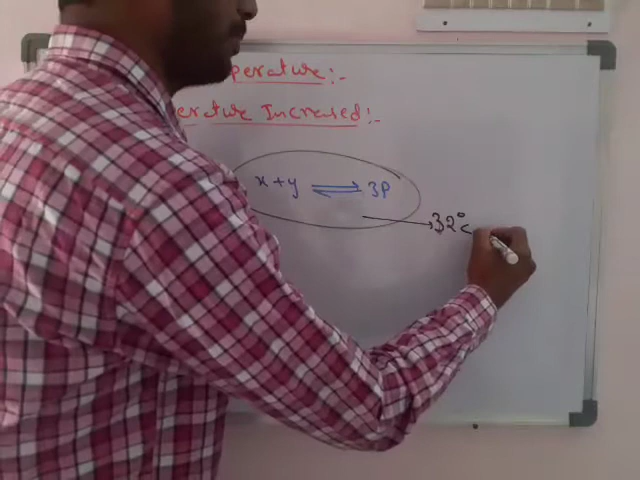 perature:-
erature Increased:-
x+y ⇌ 3P
32°c